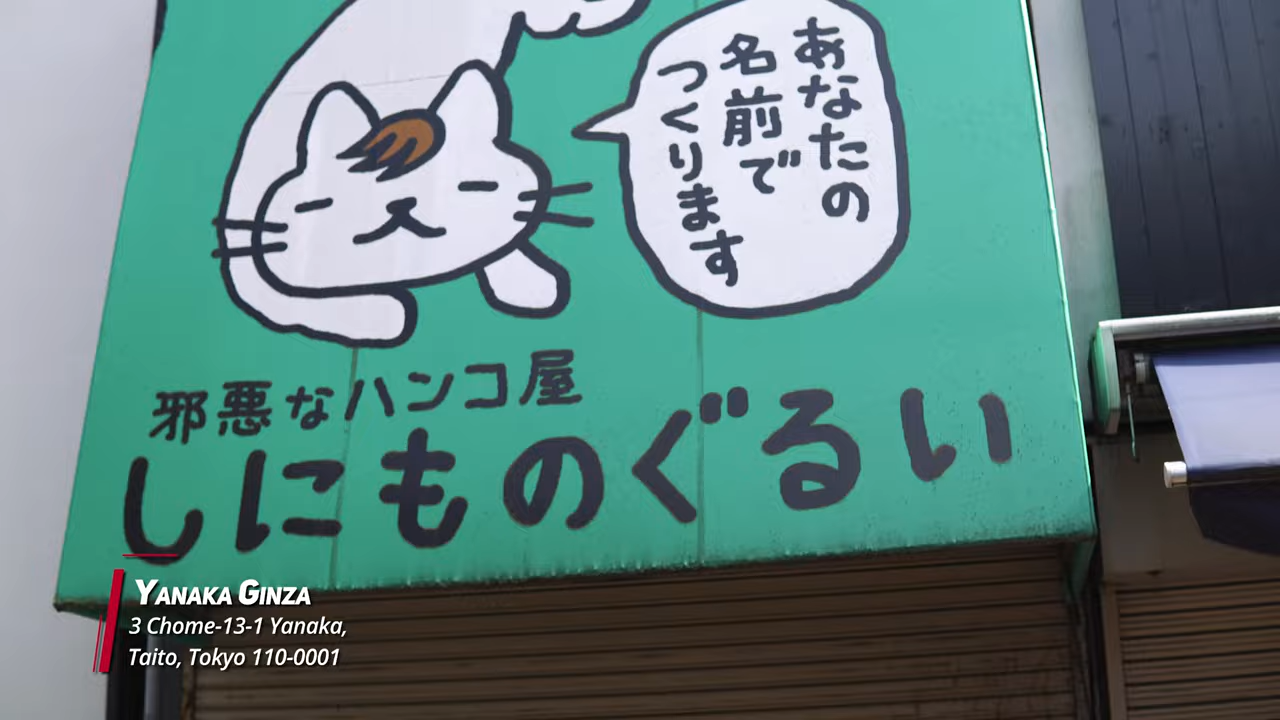 あなたの
名前で
つくります
邪悪なハンコ屋
しにものぐるい
YANAKA GINZA
3 Chome-13-1 Yanaka,
Taito, Tokyo 110-0001